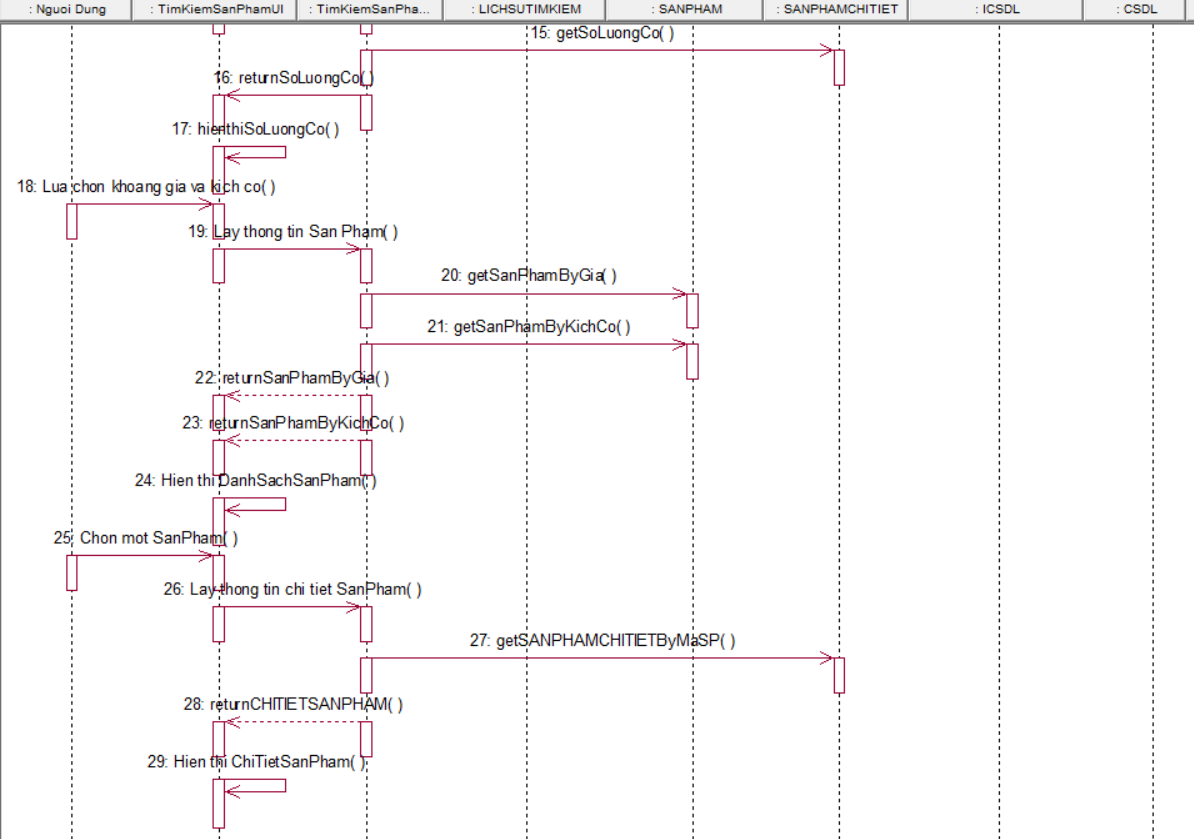 : Nguoi Dung
: TimKiemSanPhamUI
: TimKiemSanPha...
: LICHSUTIMKIEM
: SANPHAM
: SANPHAMCHITIET
: ICSDL
: CSDL
15: getSoLuongCo( )
16: returnSoLuongCo( )
17: hienthiSoLuongCo( )
18: Lua chon khoang gia va kich co( )
19: Lay thong tin San Pham( )
20: getSanPhamByGia( )
21: getSanPhamByKichCo( )
22: returnSanPhamByGia( )
23: returnSanPhamByKichCo( )
24: Hien thi DanhSachSanPham( )
25: Chon mot SanPham( )
26: Lay thong tin chi tiet SanPham( )
27: getSANPHAMCHITIETByMaSP( )
28: returnCHITIETSANPHAM( )
29: Hien thi ChiTietSanPham( )